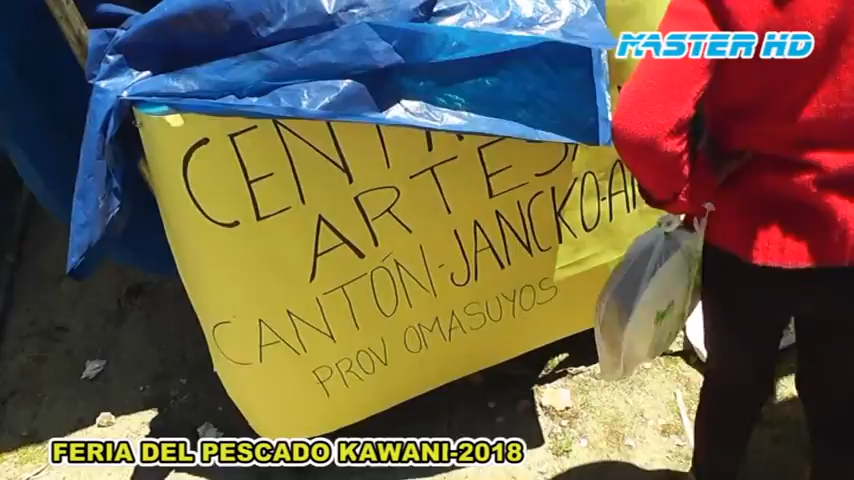 MASTER HD
ARTES
CANTÓN-JANCKO-
PROV OMASUYOS
FERIA DEL PESCADO KAWANI-2018